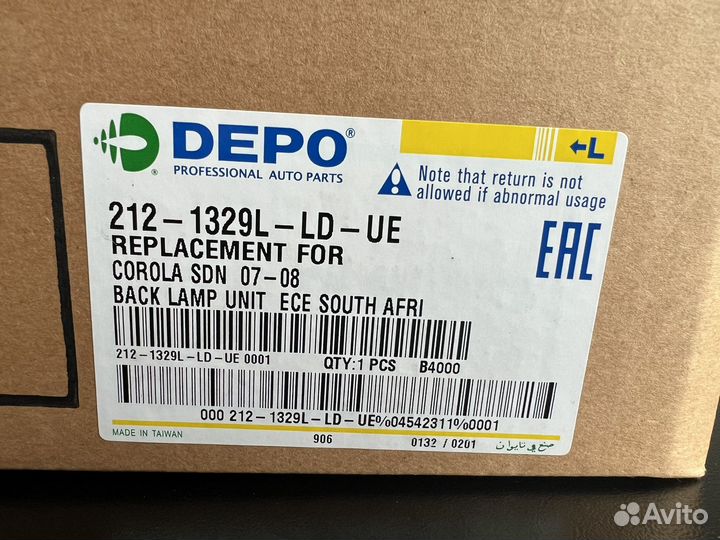 DEPO®
PROFESSIONAL AUTO PARTS
®
←L
Note that return is not
allowed if abnormal usage
212-1329L-LD-UE
REPLACEMENT FOR
COROLA SDN 07-08
BACK LAMP UNIT ECE SOUTH AFRI
EAC
212-1329L-LD-UE 0001 QTY:1 PCS B4000
000 212-1329L-LD-UE%04542311%0001
MADE IN TAIWAN 906 0132 / 0201 صنع في تايوان
Avito